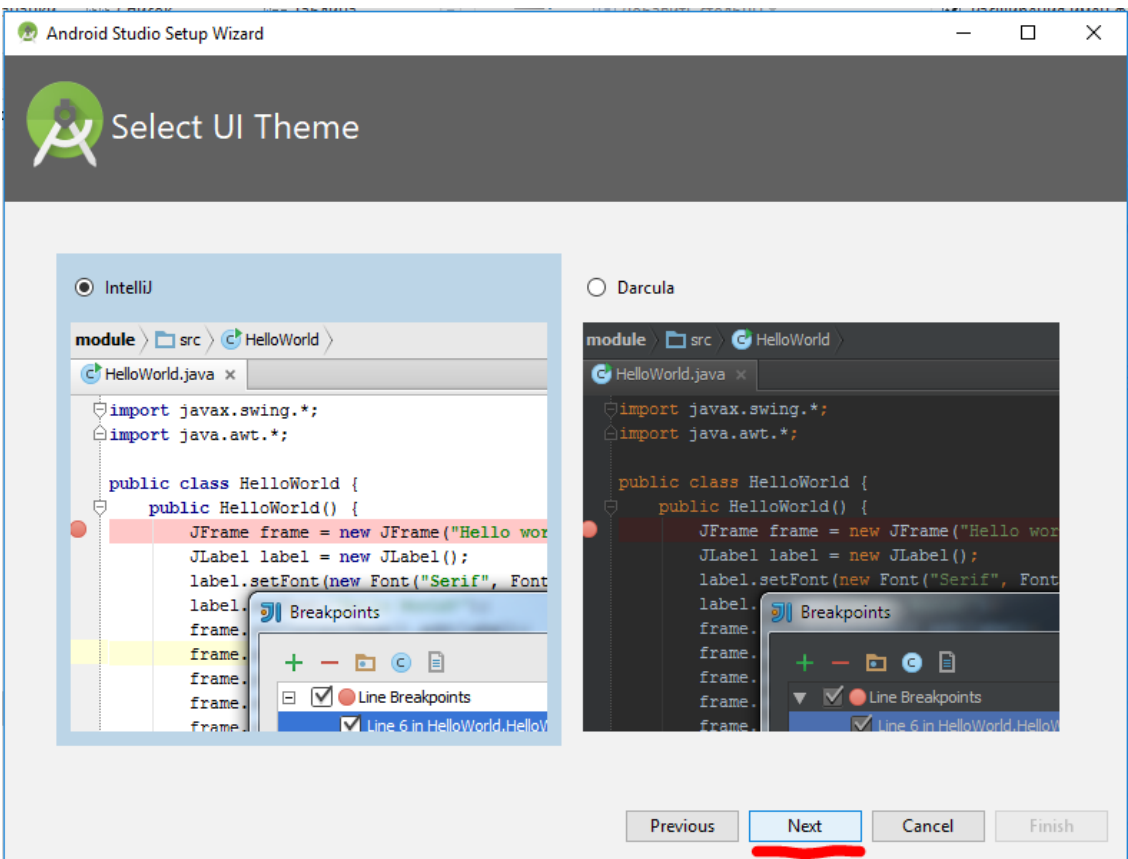 Android Studio Setup Wizard
Select UI Theme
IntelliJ
module src HelloWorld
HelloWorld.java ×
import javax.swing.*;
import java.awt.*;
public class HelloWorld {
public HelloWorld() {
JFrame frame = new JFrame("Hello wor
JLabel label = new JLabel();
label.setFont(new Font("Serif", Font
label.
frame.
frame.
frame.
frame.
frame.
Breakpoints
Line Breakpoints
Line 6 in HelloWorld.HelloW
Darcula
module src HelloWorld
HelloWorld.java ×
import javax.swing.*;
import java.awt.*;
public class HelloWorld {
public HelloWorld() {
JFrame frame = new JFrame("Hello wor
JLabel label = new JLabel();
label.setFont(new Font("Serif", Font
label.
frame.
frame.
frame.
frame.
frame.
Breakpoints
Line Breakpoints
Line 6 in HelloWorld.HelloW
Previous Next Cancel Finish